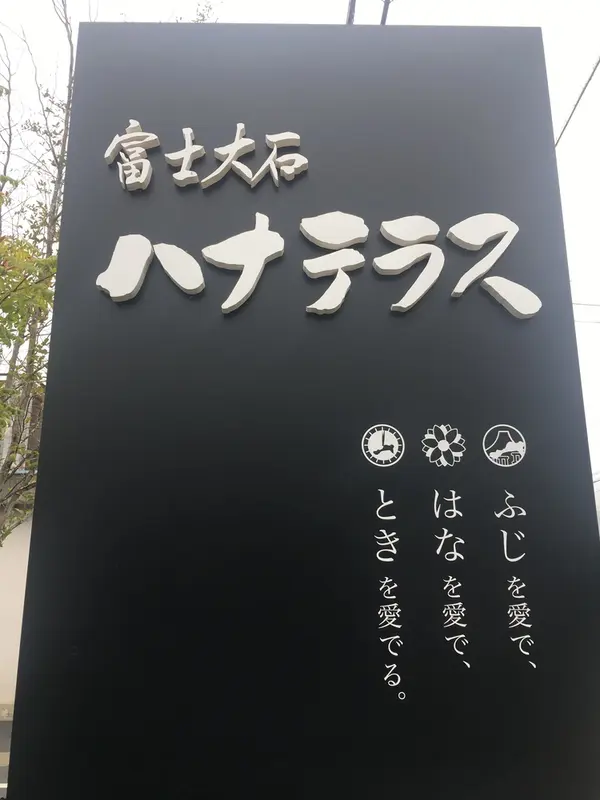 富士大石
ハナテラス
ふじを愛で、
はなを愛で、
ときを愛でる。